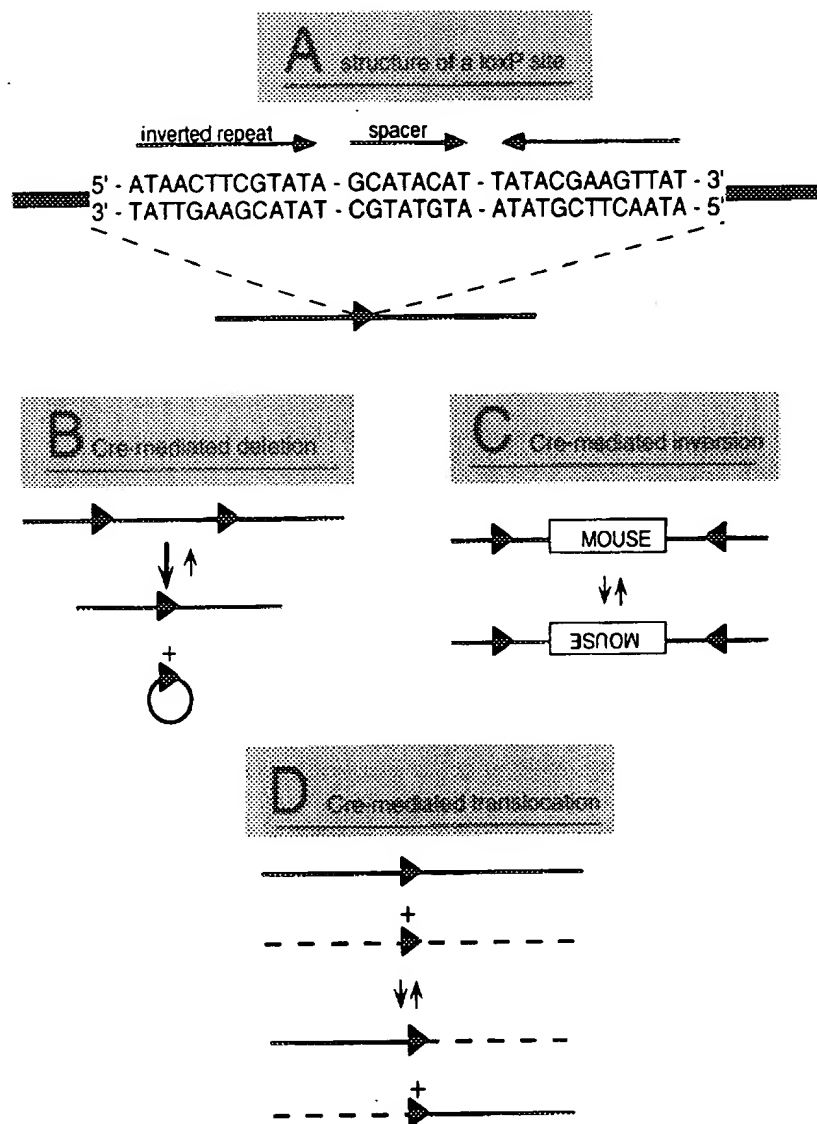 A structure of a loxP site
inverted repeat spacer
5' - ATAACTTCGTATA - GCATACAT - TATACGAAGTTAT - 3'
3' - TATTGAAGCATAT - CGTATGTA - ATATGCTTCAATA - 5'
B Cre-mediated deletion
+
C Cre-mediated inversion
MOUSE
MOUSE
D Cre-mediated translocation
+
+